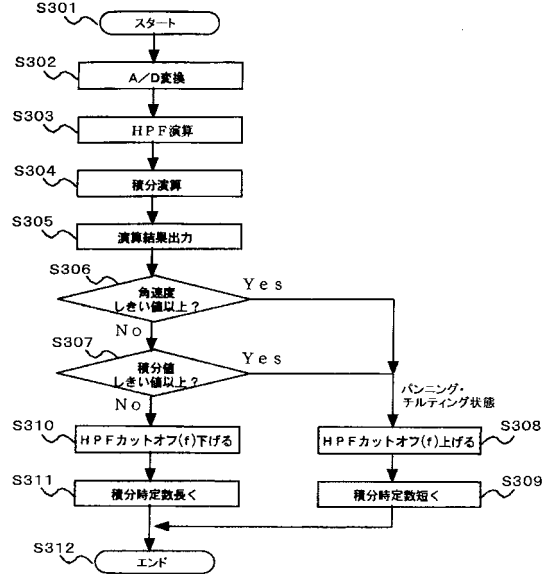 S301
スタート
S302
A/D変換
S303
HPF演算
S304
積分演算
S305
演算結果出力
S306
角速度
しきい値以上?
Yes
No
S307
積分値
しきい値以上?
Yes
No
パンニング・
チルティング状態
S310
HPFカットオフ(f)下げる
S308
HPFカットオフ(f)上げる
S311
積分時定数長く
S309
積分時定数短く
S312
エンド